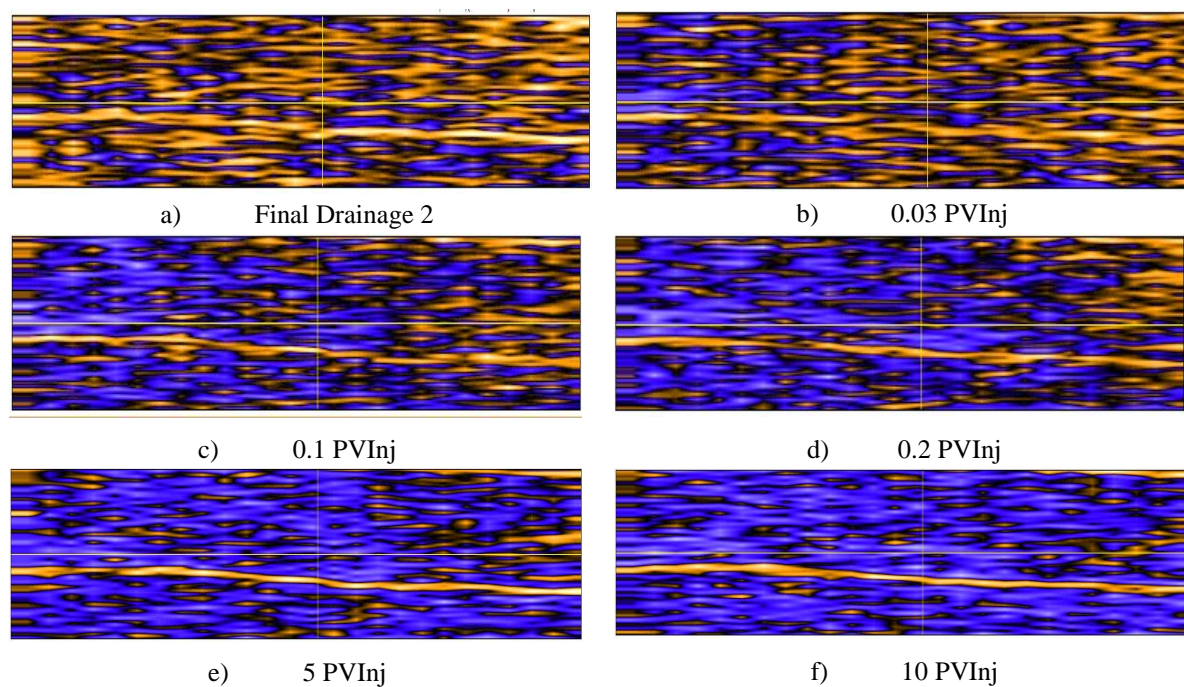 a) Final Drainage 2
b) 0.03 PVInj
c) 0.1 PVInj
d) 0.2 PVInj
e) 5 PVInj
f) 10 PVInj